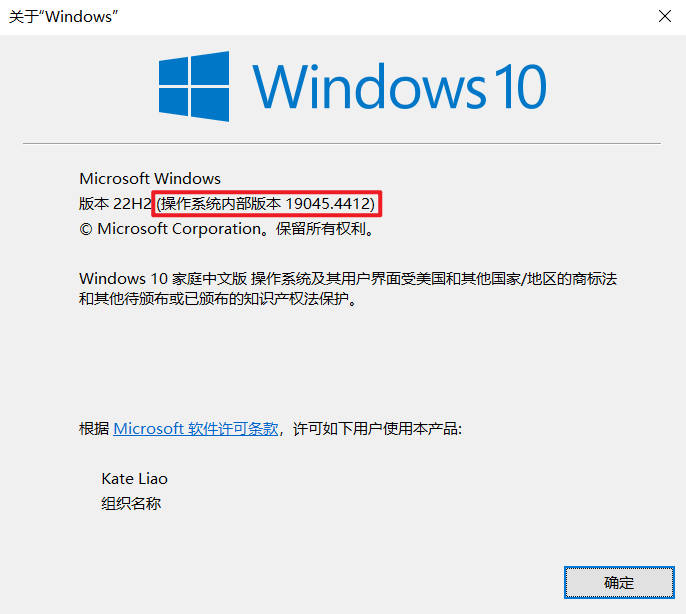 关于“Windows”
Windows 10
Microsoft Windows
版本 22H2 (操作系统内部版本 19045.4412)
© Microsoft Corporation。保留所有权利。
Windows 10 家庭中文版 操作系统及其用户界面受美国和其他国家/地区的商标法
和其他待颁布或已颁布的知识产权法保护。
根据 Microsoft 软件许可条款，许可如下用户使用本产品:
Kate Liao
组织名称
确定